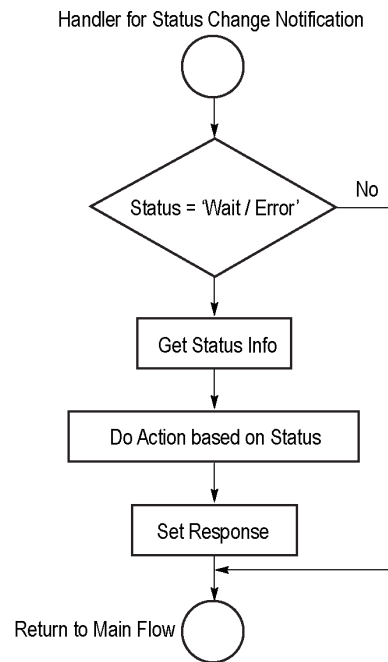 Handler for Status Change Notification
Status = ‘Wait / Error’
No
Get Status Info
Do Action based on Status
Set Response
Return to Main Flow